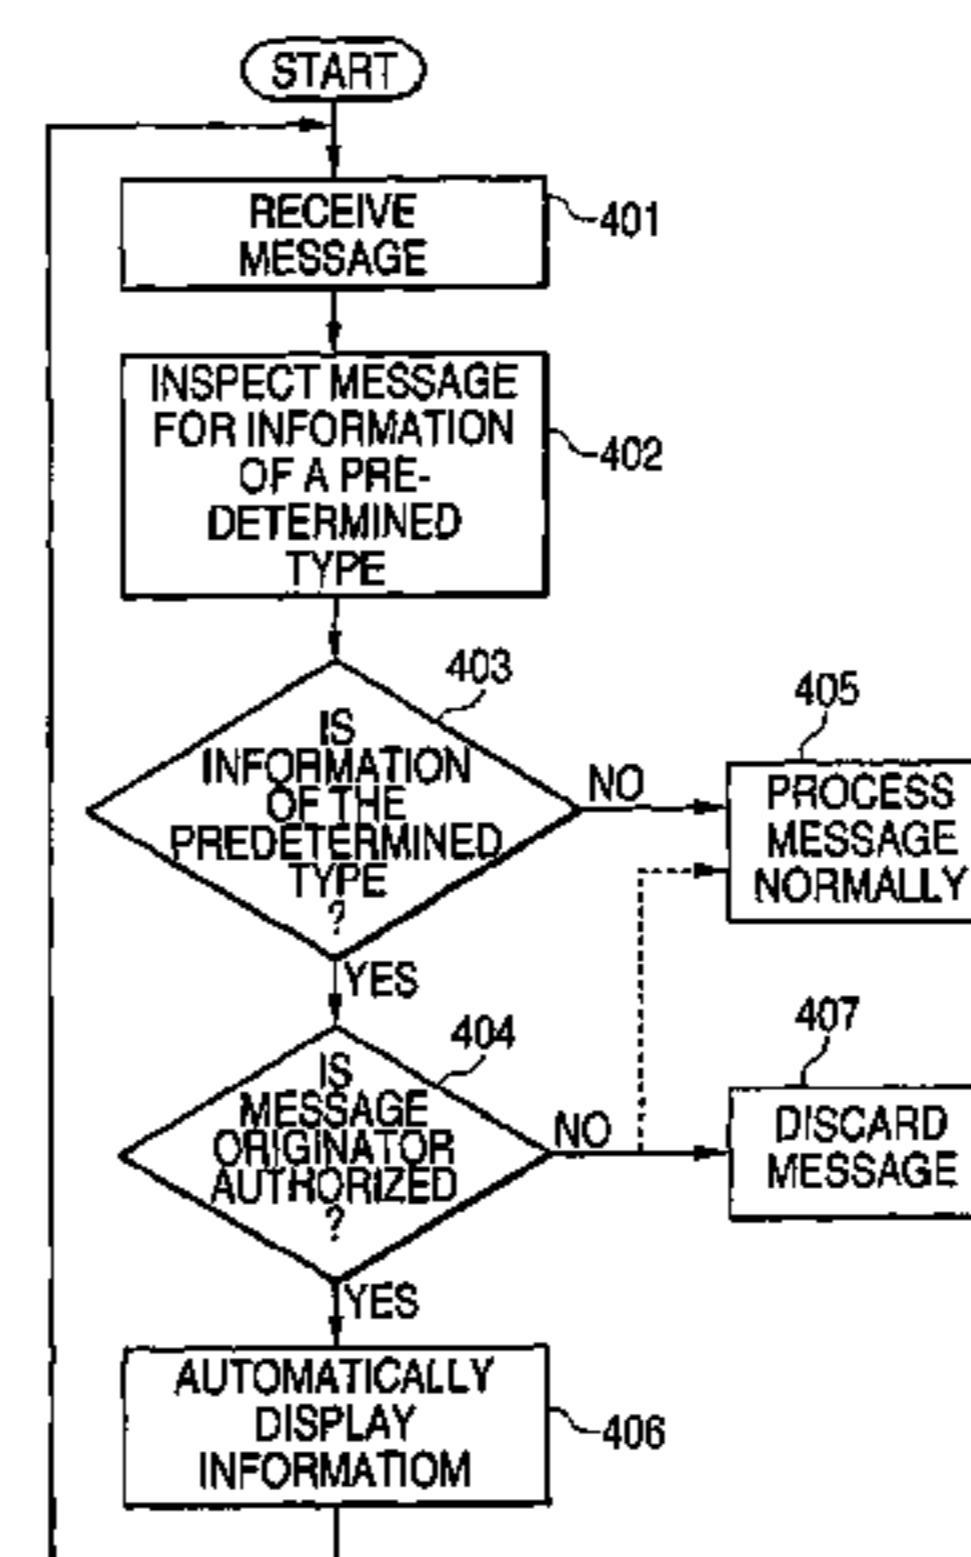 START
RECEIVE
MESSAGE
401
INSPECT MESSAGE
FOR INFORMATION
OF A PRE-
DETERMINED
TYPE
402
403
IS
INFORMATION
OF THE
PREDETERMINED
TYPE
?
NO
405
PROCESS
MESSAGE
NORMALLY
YES
404
IS
MESSAGE
ORIGINATOR
AUTHORIZED
?
NO
407
DISCARD
MESSAGE
YES
AUTOMATICALLY
DISPLAY
INFORMATIOM
406